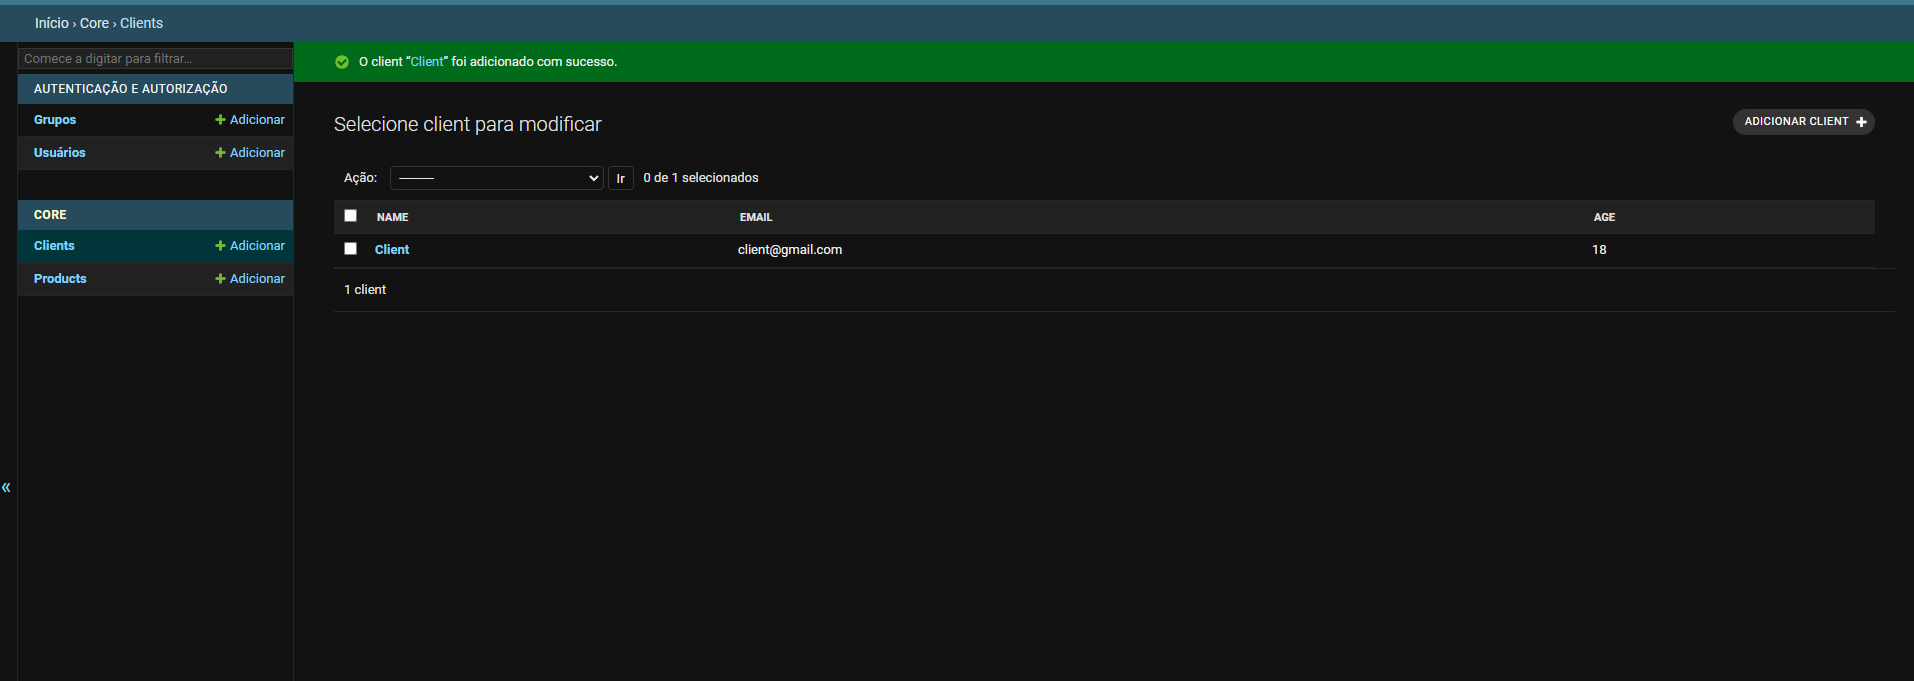 Início › Core › Clients
Comece a digitar para filtrar...
AUTENTICAÇÃO E AUTORIZAÇÃO
Grupos Adicionar
Usuários Adicionar
CORE
Clients Adicionar
Products Adicionar
«
O client “Client” foi adicionado com sucesso.
Selecione client para modificar
ADICIONAR CLIENT
Ação: --------- Ir 0 de 1 selecionados
NAME EMAIL AGE
Client client@gmail.com 18
1 client